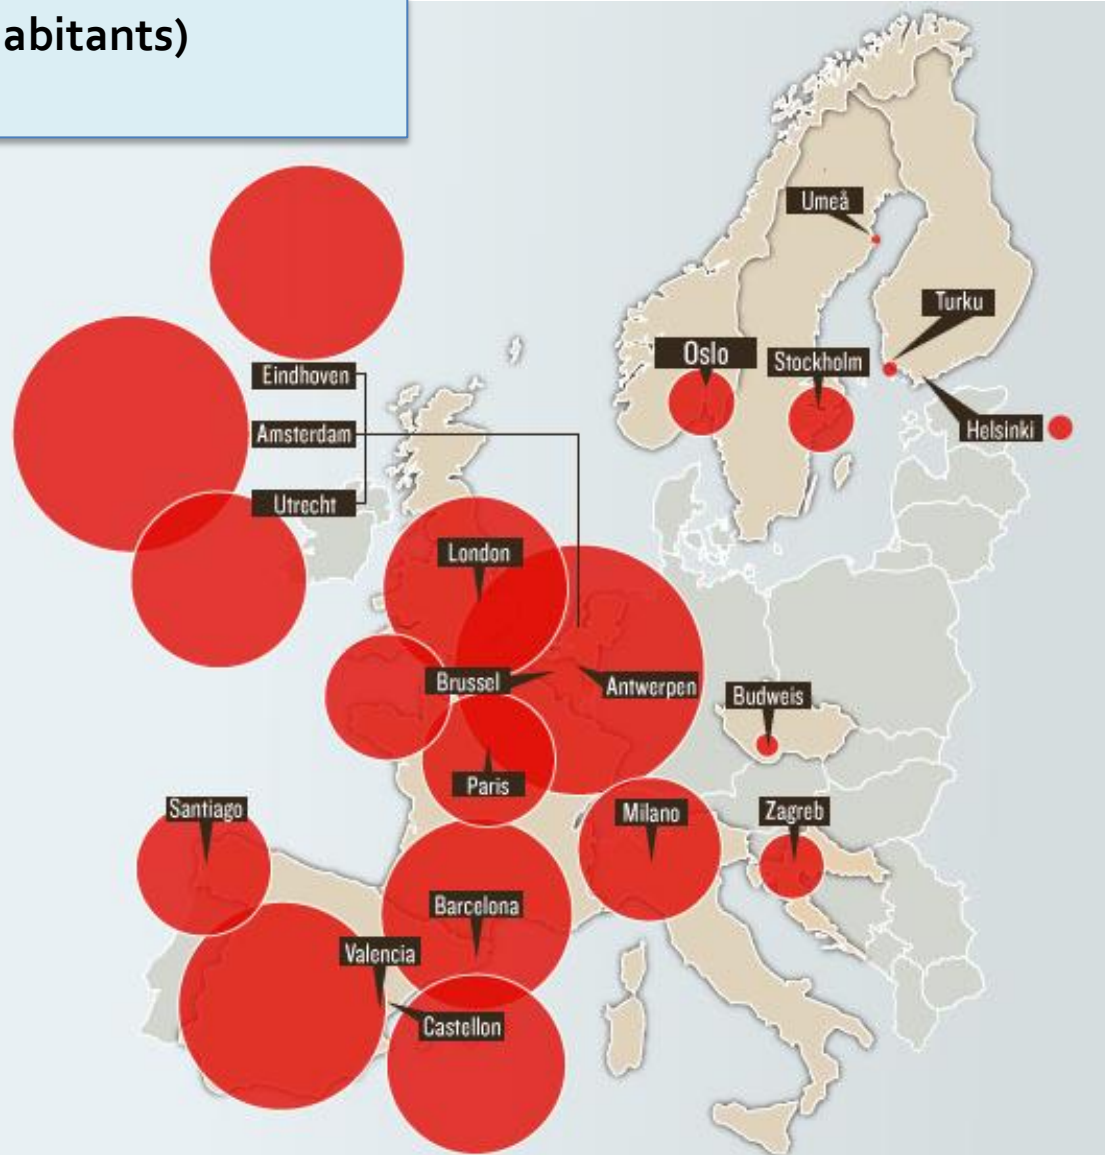 abitants)
Umeå
Turku
Oslo
Stockholm
Helsinki
Eindhoven
Amsterdam
Utrecht
London
Brussel
Antwerpen
Budweis
Paris
Santiago
Milano
Zagreb
Barcelona
Valencia
Castellon